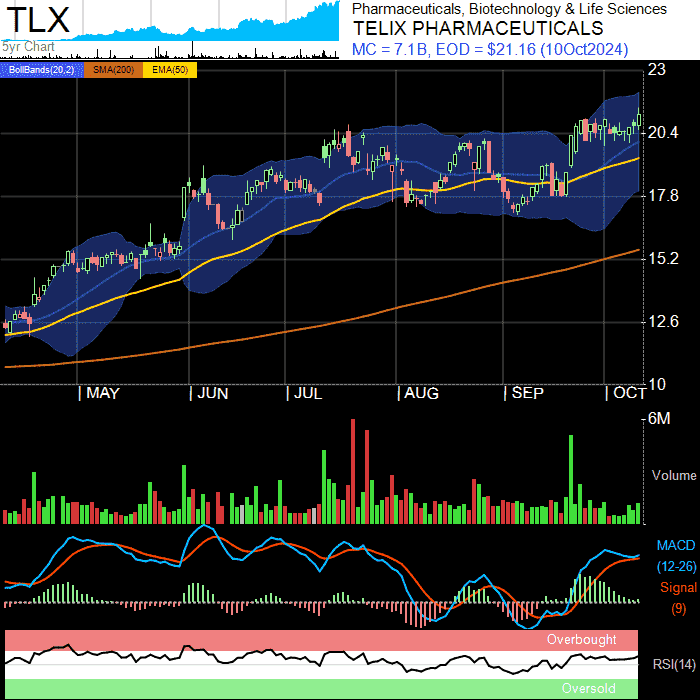 TLX
Pharmaceuticals, Biotechnology & Life Sciences
TELIX PHARMACEUTICALS
MC = 7.1B, EOD = $21.16 (10Oct2024)
5yr Chart
BollBands(20,2) SMA(200) EMA(50)
23
20.4
17.8
15.2
12.6
10
| MAY | JUN | JUL | AUG | SEP | OCT
6M
Volume
MACD
(12-26)
Signal
(9)
Overbought
RSI(14)
Oversold